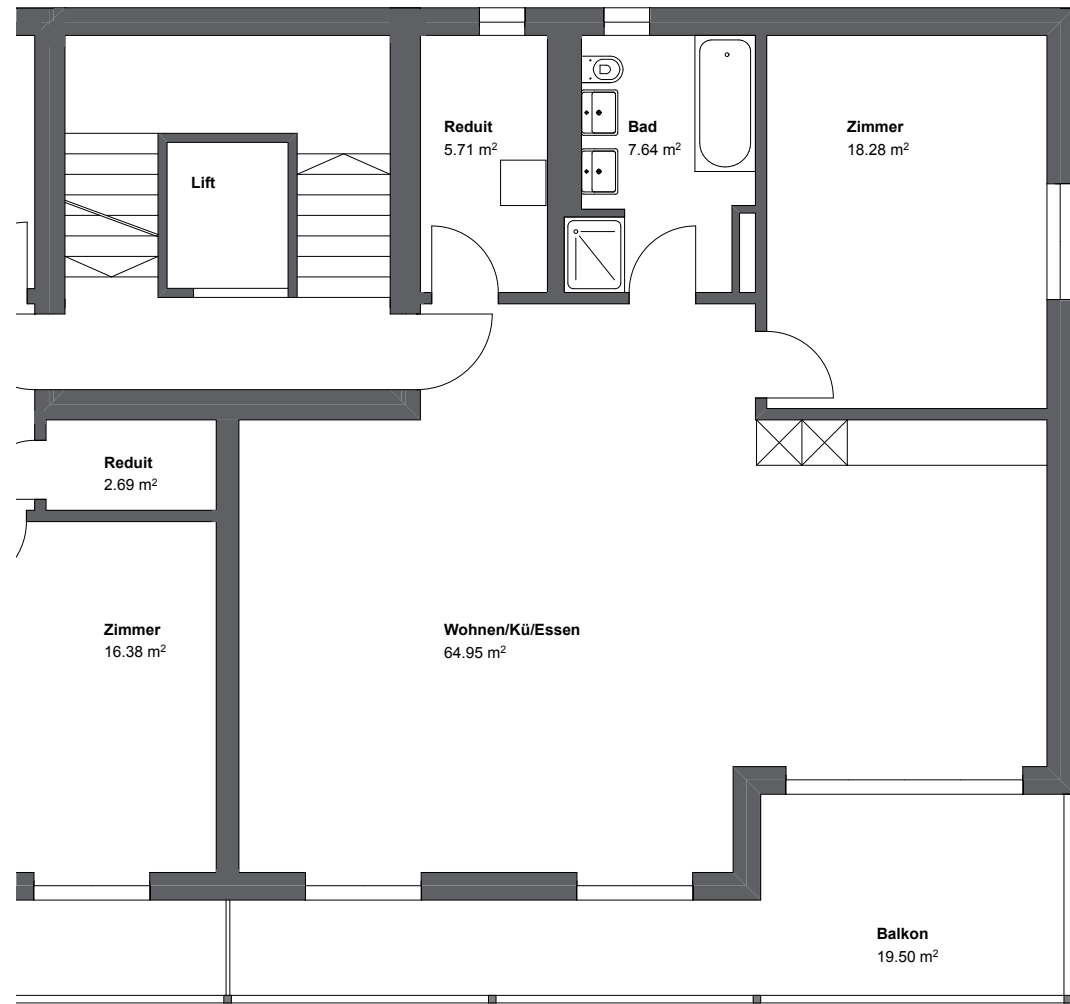 Reduit
5.71 m²
Bad
7.64 m²
Zimmer
18.28 m²
Lift
Reduit
2.69 m²
Zimmer
16.38 m²
Wohnen/Kü/Essen
64.95 m²
Balkon
19.50 m²